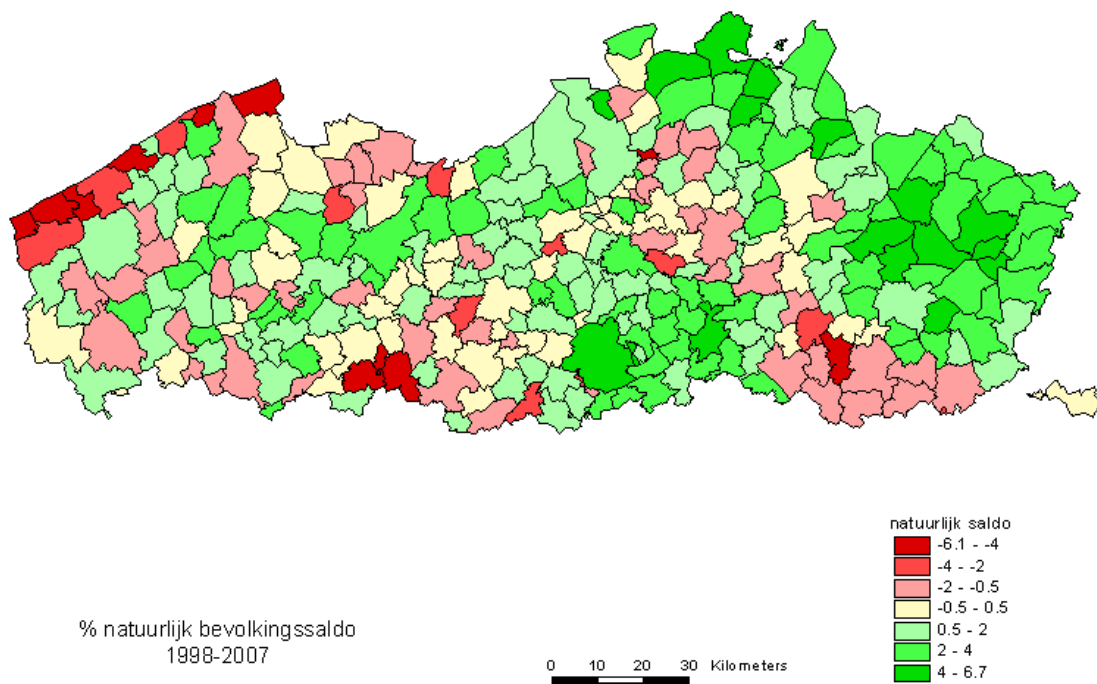 natuurlijk saldo
-6.1 - -4
-4 - -2
-2 - -0.5
-0.5 - 0.5
0.5 - 2
2 - 4
4 - 6.7
% natuurlijk bevolkingssaldo
1998-2007
0 10 20 30 Kilometers